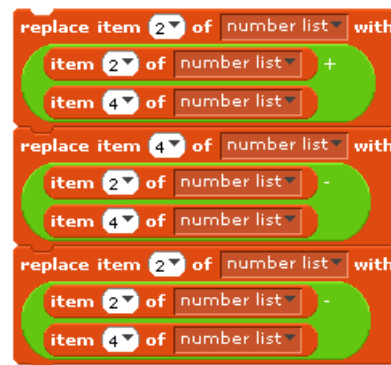 replace item 2 of number list with
item 2 of number list +
item 4 of number list
replace item 4 of number list with
item 2 of number list -
item 4 of number list
replace item 2 of number list with
item 2 of number list -
item 4 of number list